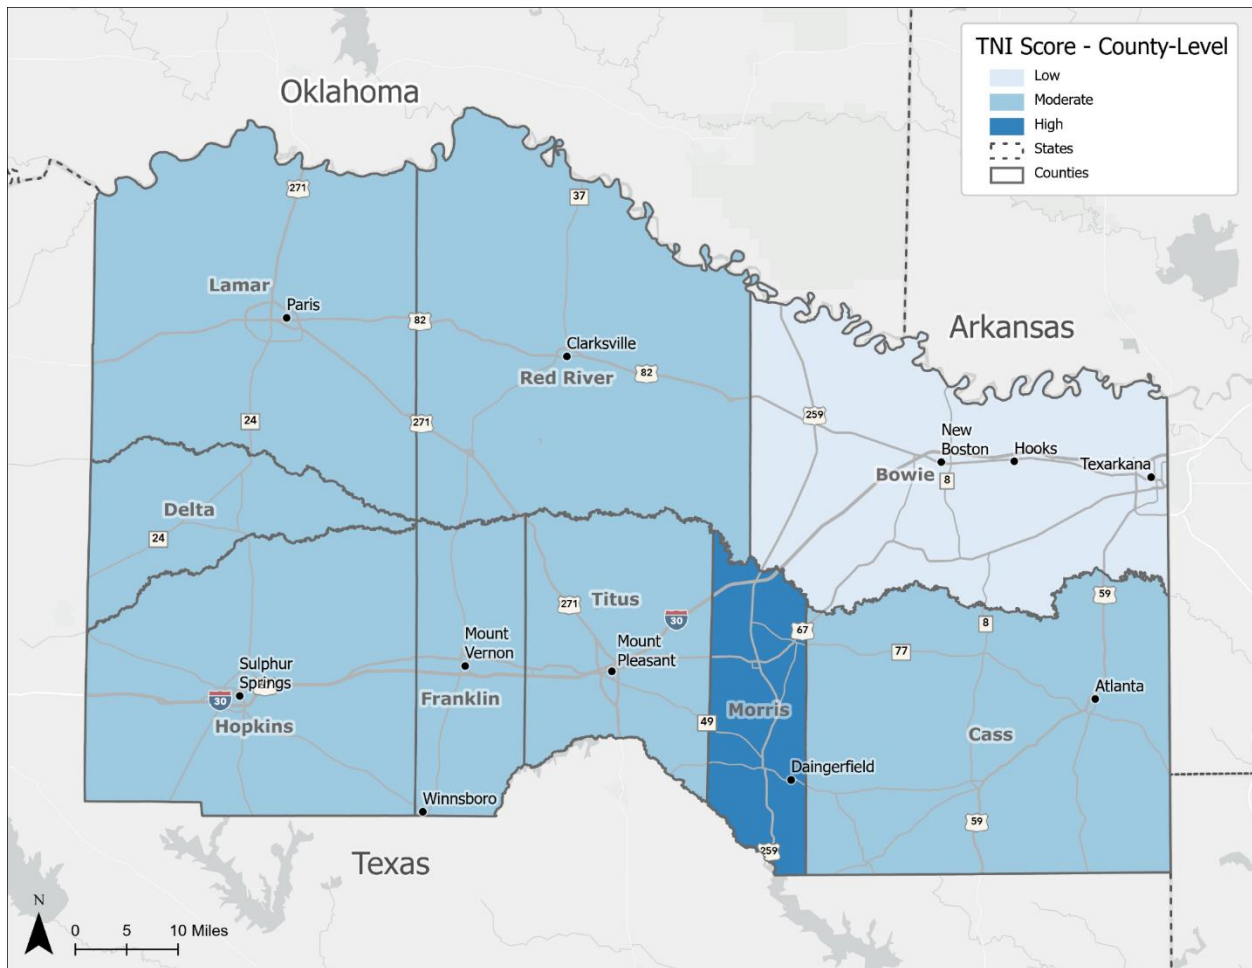 TNI Score - County-Level
Low
Moderate
High
States
Counties
Oklahoma
271
37
Lamar
Paris
82
Clarksville
Red River
82
Arkansas
259
24
271
New
Boston
Hooks
Texarkana
Bowie
8
Delta
24
Titus
271
30
59
67
8
77
Mount
Vernon
Mount
Pleasant
Sulphur
Springs
30
Hopkins
Franklin
49
Morris
Atlanta
Cass
Daingerfield
Winnsboro
59
259
Texas
N
0 5 10 Miles